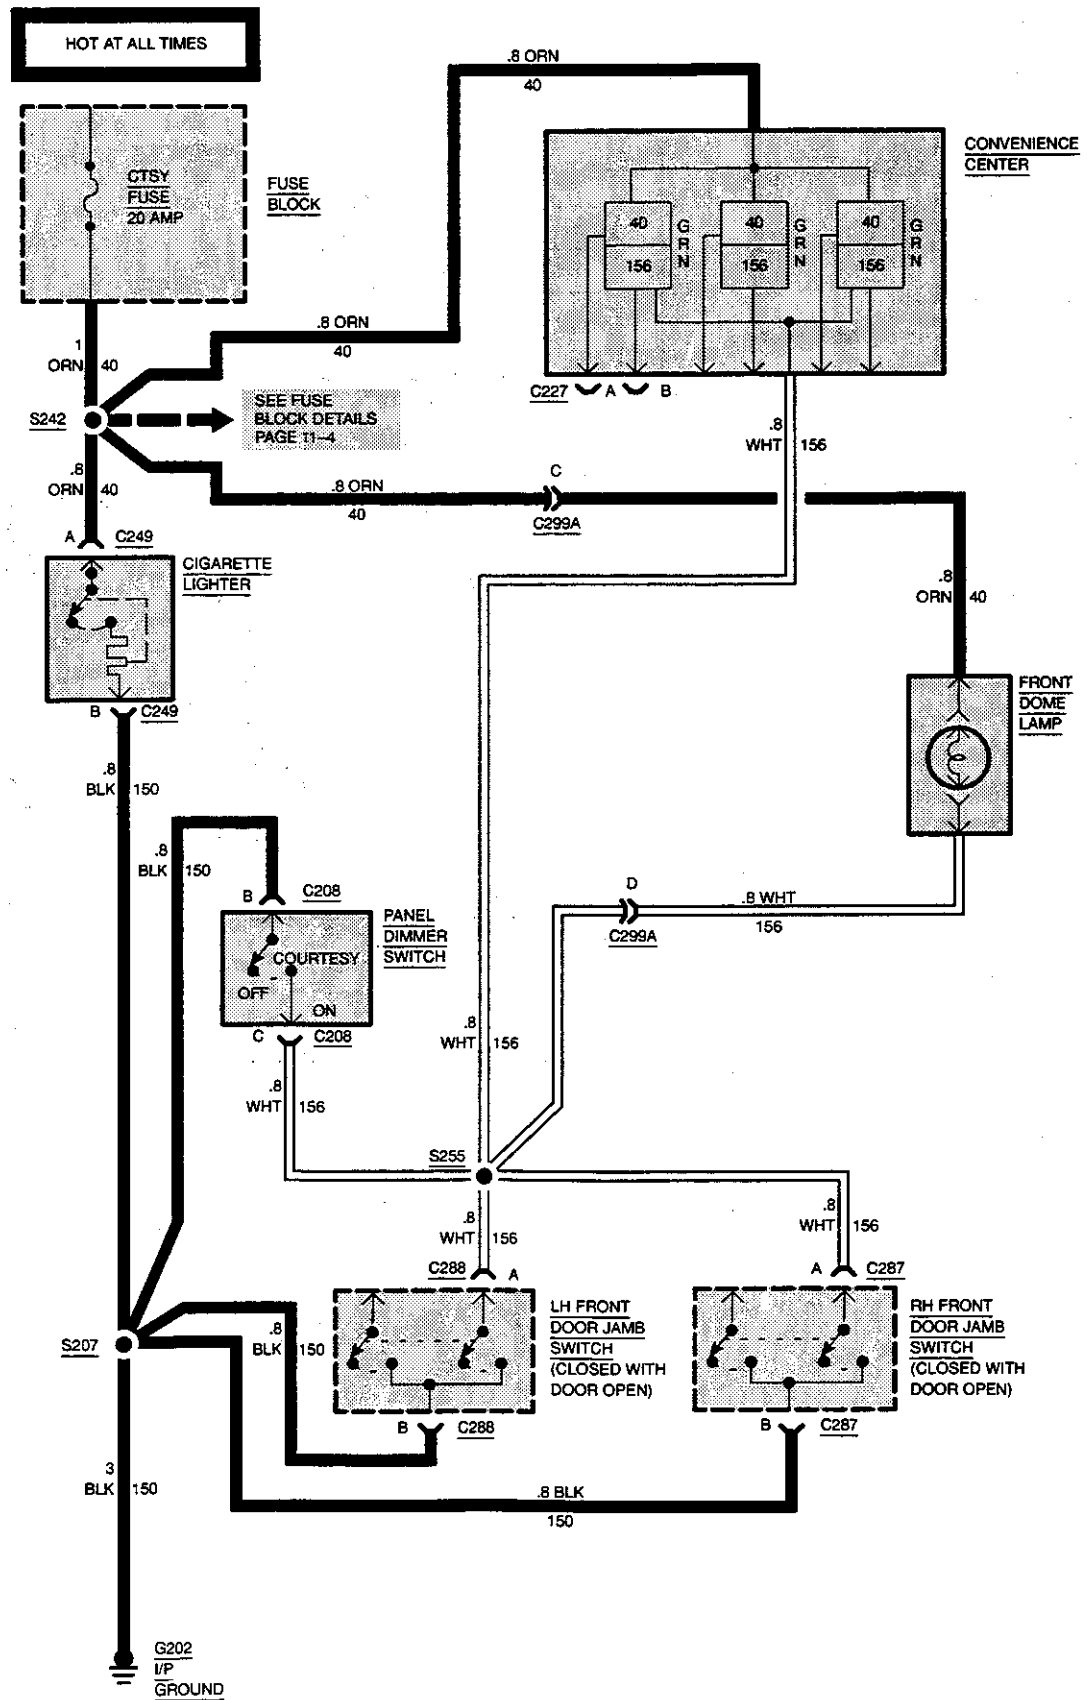 HOT AT ALL TIMES
.8 ORN
40
CONVENIENCE
CENTER
CTSY
FUSE
20 AMP
FUSE
BLOCK
40
156
G
R
N
40
156
G
R
N
40
156
G
R
N
.8 ORN
40
1
ORN
40
C227
A
B
S242
SEE FUSE
BLOCK DETAILS
PAGE 11-4
.8
WHT
156
.8
ORN
40
.8 ORN
40
C
C299A
A
C249
CIGARETTE
LIGHTER
.8
ORN
40
B
C249
FRONT
DOME
LAMP
.8
BLK
150
.8
BLK
150
B
C208
PANEL
DIMMER
SWITCH
COURTESY
OFF
ON
C
C208
D
C299A
.8 WHT
156
.8
WHT
156
.8
WHT
156
S255
.8
WHT
156
.8
WHT
156
C288
A
A
C287
LH FRONT
DOOR JAMB
SWITCH
(CLOSED WITH
DOOR OPEN)
RH FRONT
DOOR JAMB
SWITCH
(CLOSED WITH
DOOR OPEN)
S207
.8
BLK
150
B
C288
B
C287
3
BLK
150
.8 BLK
150
G202
I/P
GROUND